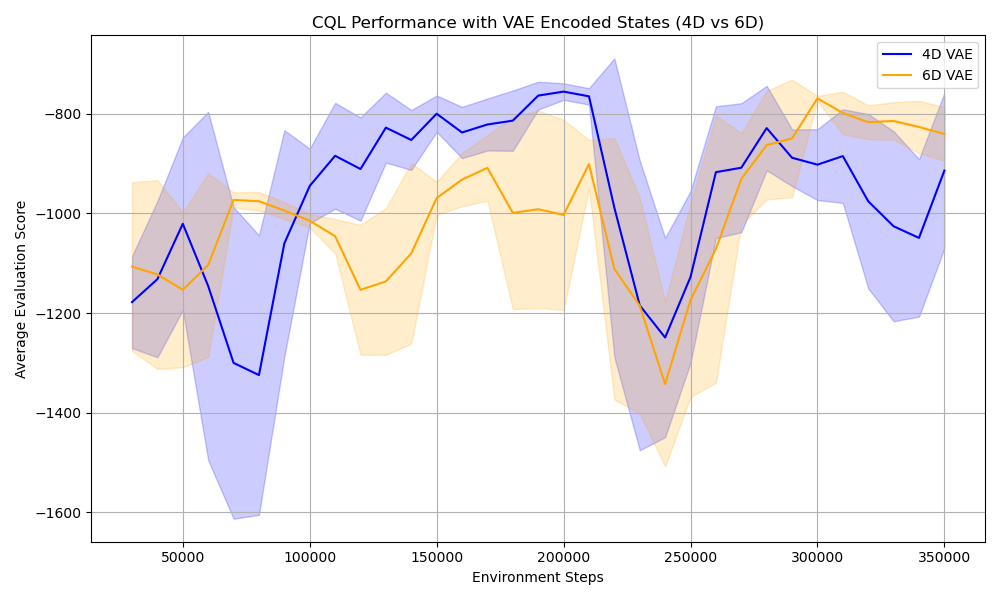 CQL Performance with VAE Encoded States (4D vs 6D)
4D VAE
6D VAE
Average Evaluation Score
−800
−1000
−1200
−1400
−1600
50000
100000
150000
200000
250000
300000
350000
Environment Steps